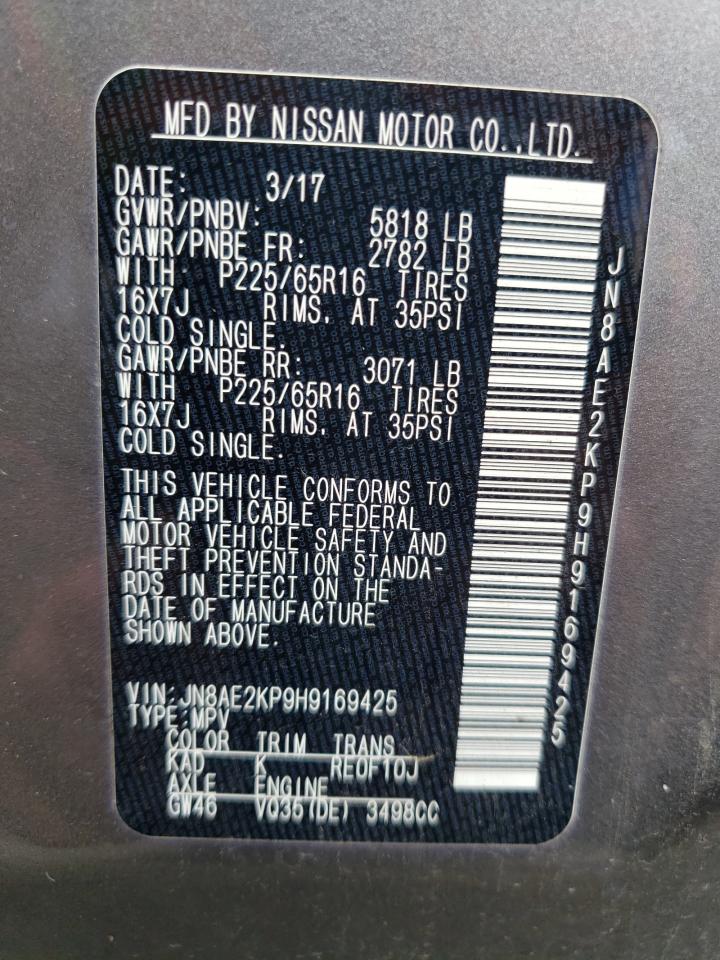 MFD BY NISSAN MOTOR CO.,LTD.
DATE: 3/17
GVWR/PNBV: 5818 LB
GAWR/PNBE FR: 2782 LB
WITH P225/65R16 TIRES
16X7J RIMS, AT 35PSI
COLD SINGLE.
GAWR/PNBE RR: 3071 LB
WITH P225/65R16 TIRES
16X7J RIMS, AT 35PSI
COLD SINGLE.
THIS VEHICLE CONFORMS TO
ALL APPLICABLE FEDERAL
MOTOR VEHICLE SAFETY AND
THEFT PREVENTION STANDA-
RDS IN EFFECT ON THE
DATE OF MANUFACTURE
SHOWN ABOVE.
VIN:JN8AE2KP9H9169425
TYPE:MPV
COLOR TRIM TRANS
KAD K RE0F10J
AXLE ENGINE
GW46 VQ35(DE) 3498CC
JN8AE2KP9H9169425